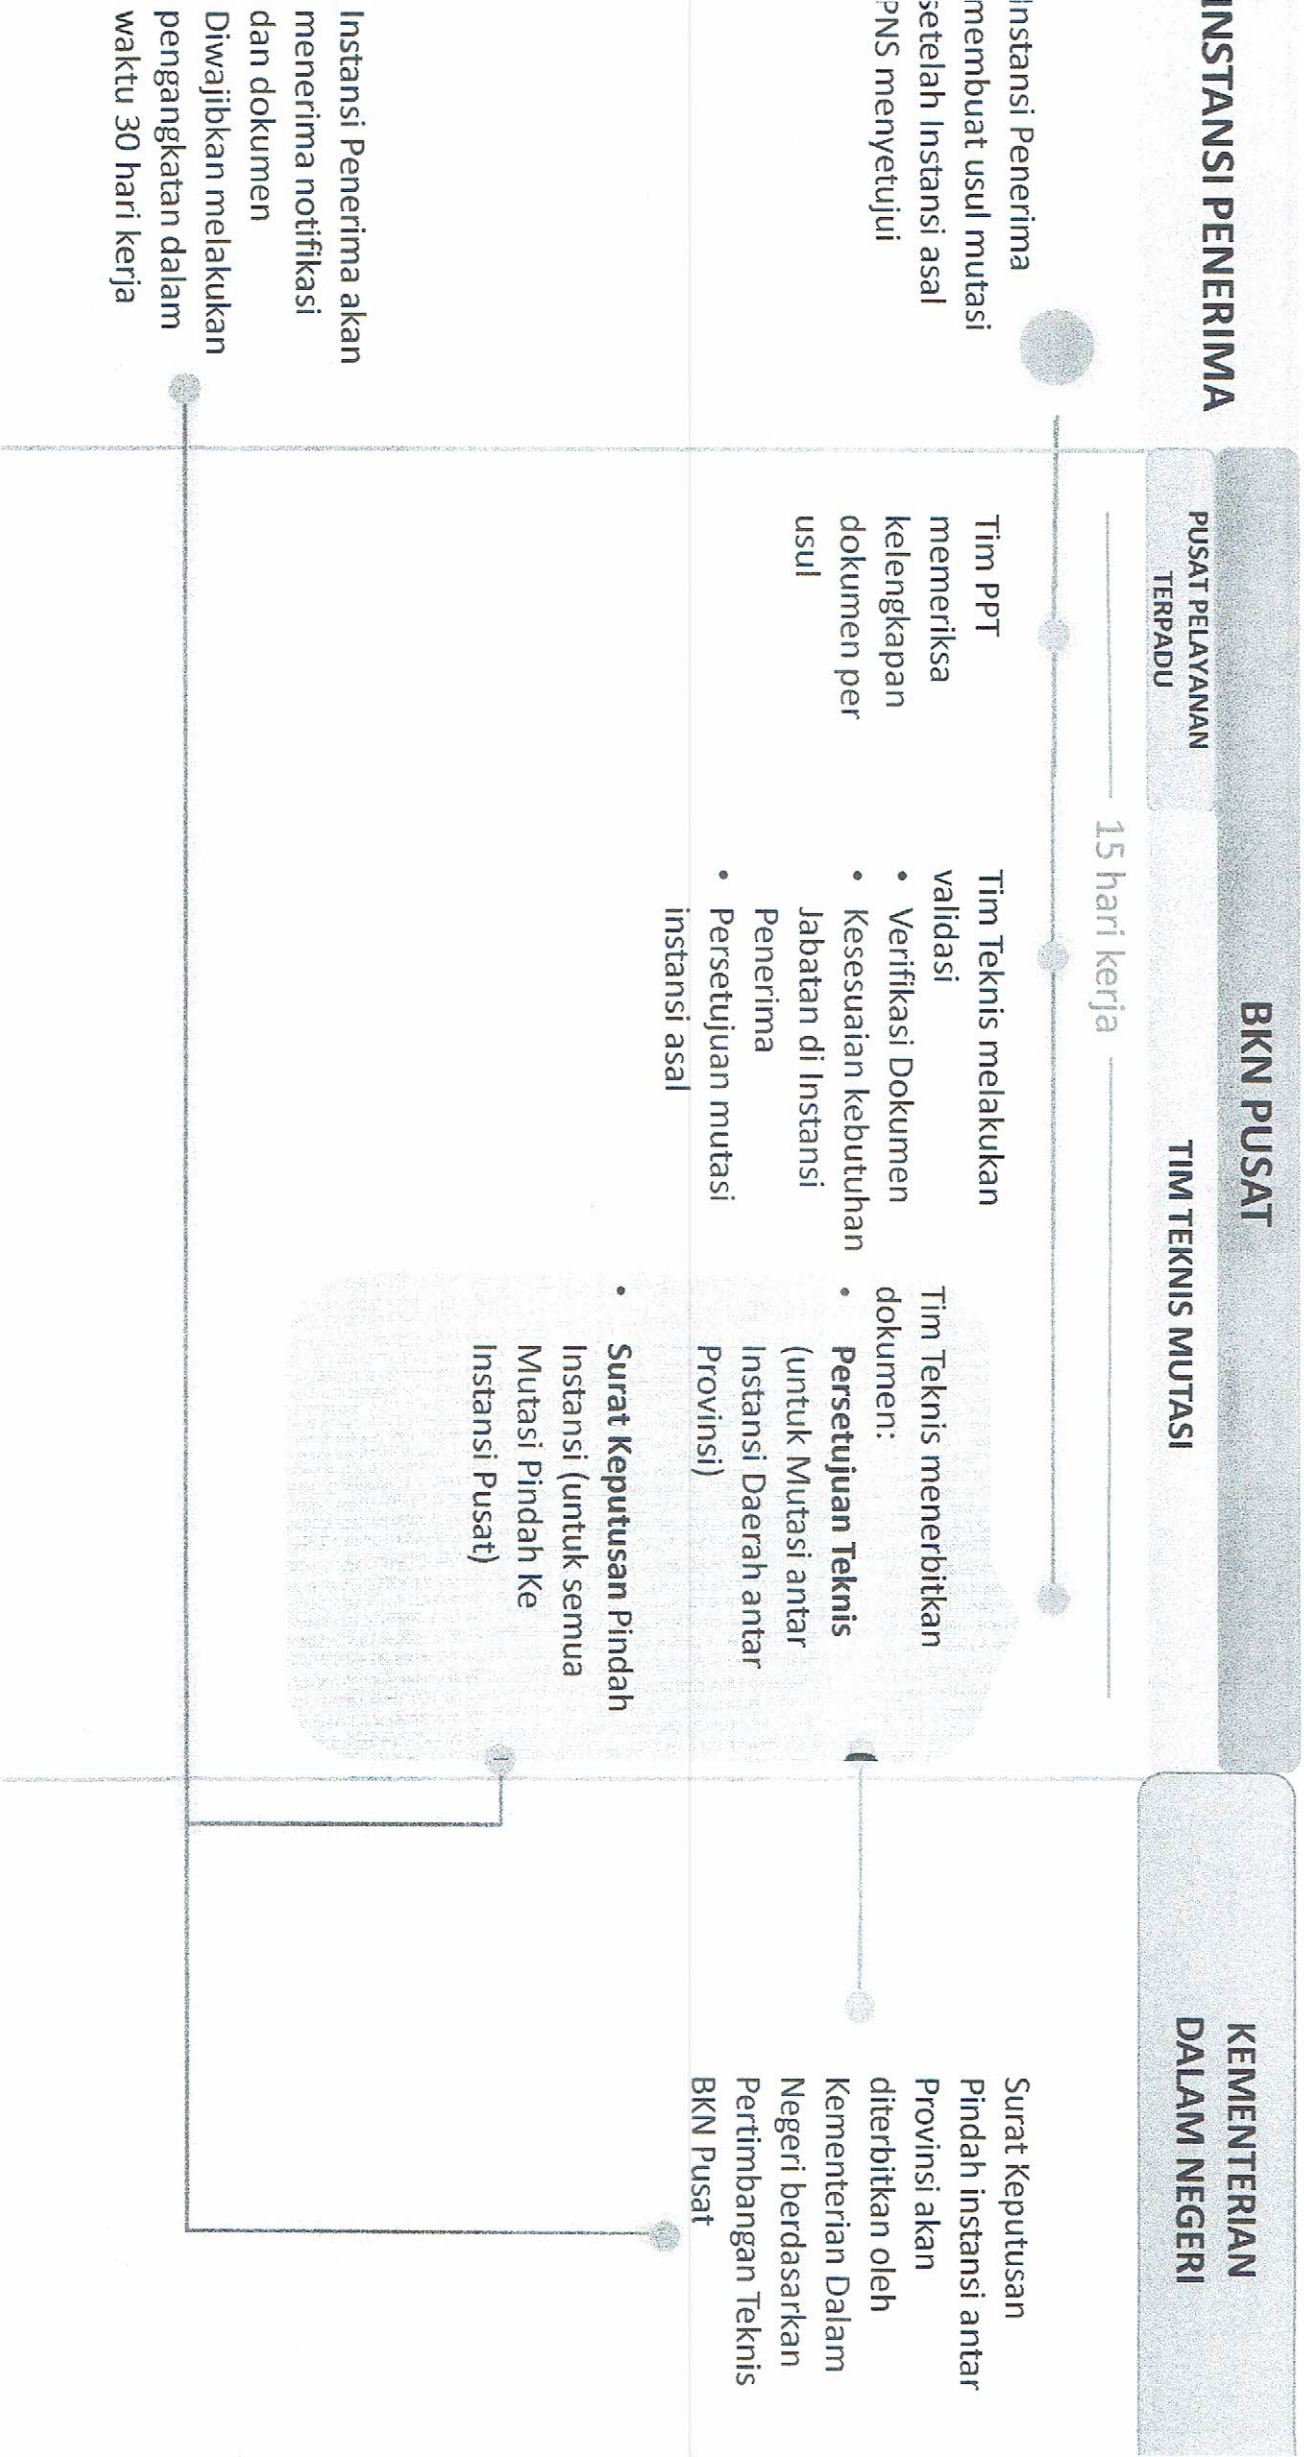 INSTANSI PENERIMA
BKN PUSAT
KEMENTERIAN
DALAM NEGERI
PUSAT PELAYANAN
TERPADU
TIM TEKNIS MUTASI
15 hari kerja
Instansi Penerima
membuat usul mutasi
setelah Instansi asal
PNS menyetujui
Tim PPT
memeriksa
kelengkapan
dokumen per
usul
Tim Teknis melakukan
validasi
• Verifikasi Dokumen
• Kesesuaian kebutuhan
Jabatan di Instansi
Penerima
• Persetujuan mutasi
instansi asal
Tim Teknis menerbitkan
dokumen:
• Persetujuan Teknis
(untuk Mutasi antar
Instansi Daerah antar
Provinsi)
• Surat Keputusan Pindah
Instansi (untuk semua
Mutasi Pindah Ke
Instansi Pusat)
Surat Keputusan
Pindah instansi antar
Provinsi akan
diterbitkan oleh
Kementerian Dalam
Negeri berdasarkan
Pertimbangan Teknis
BKN Pusat
Instansi Penerima akan
menerima notifikasi
dan dokumen
Diwajibkan melakukan
pengangkatan dalam
waktu 30 hari kerja